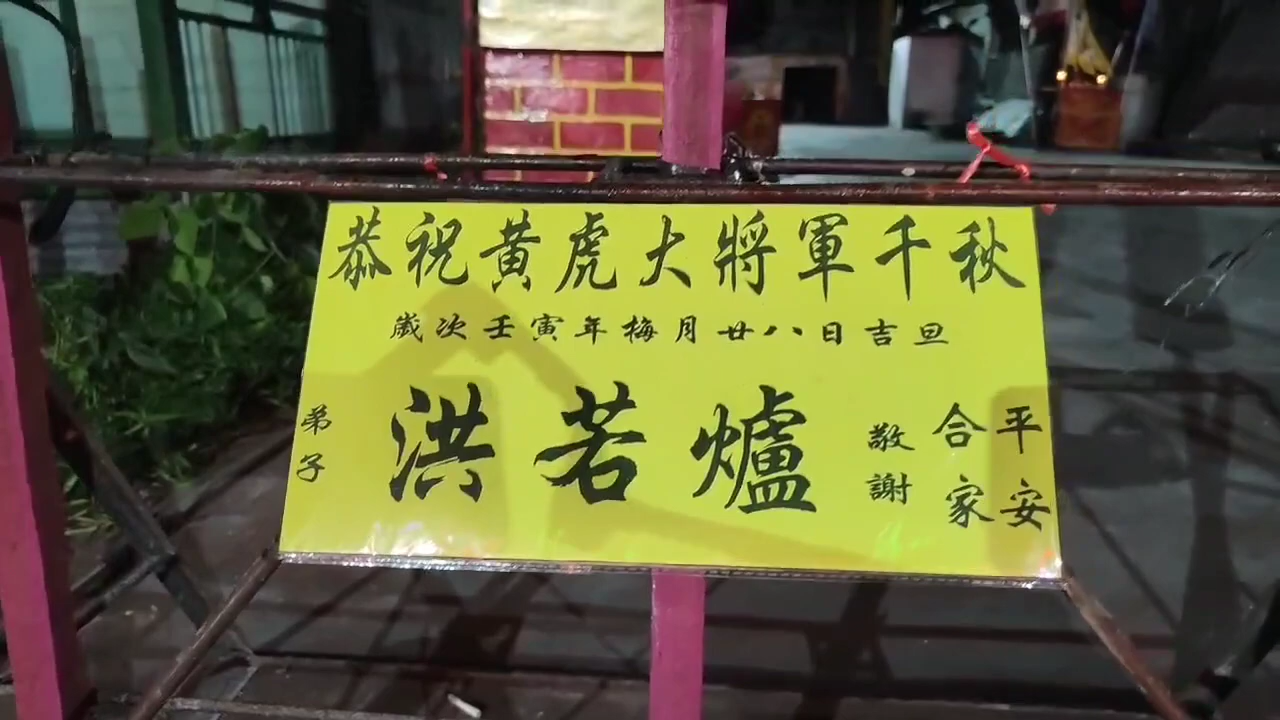 恭祝黃虎大將軍千秋
歲次壬寅年梅月廿八日吉旦
弟子
洪若爐
敬謝
合家
平安